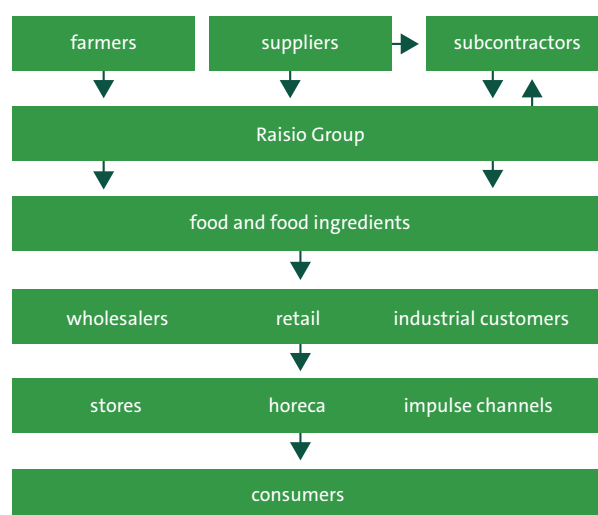 farmers
suppliers
subcontractors
Raisio Group
food and food ingredients
wholesalers
retail
industrial customers
stores
horeca
impulse channels
consumers